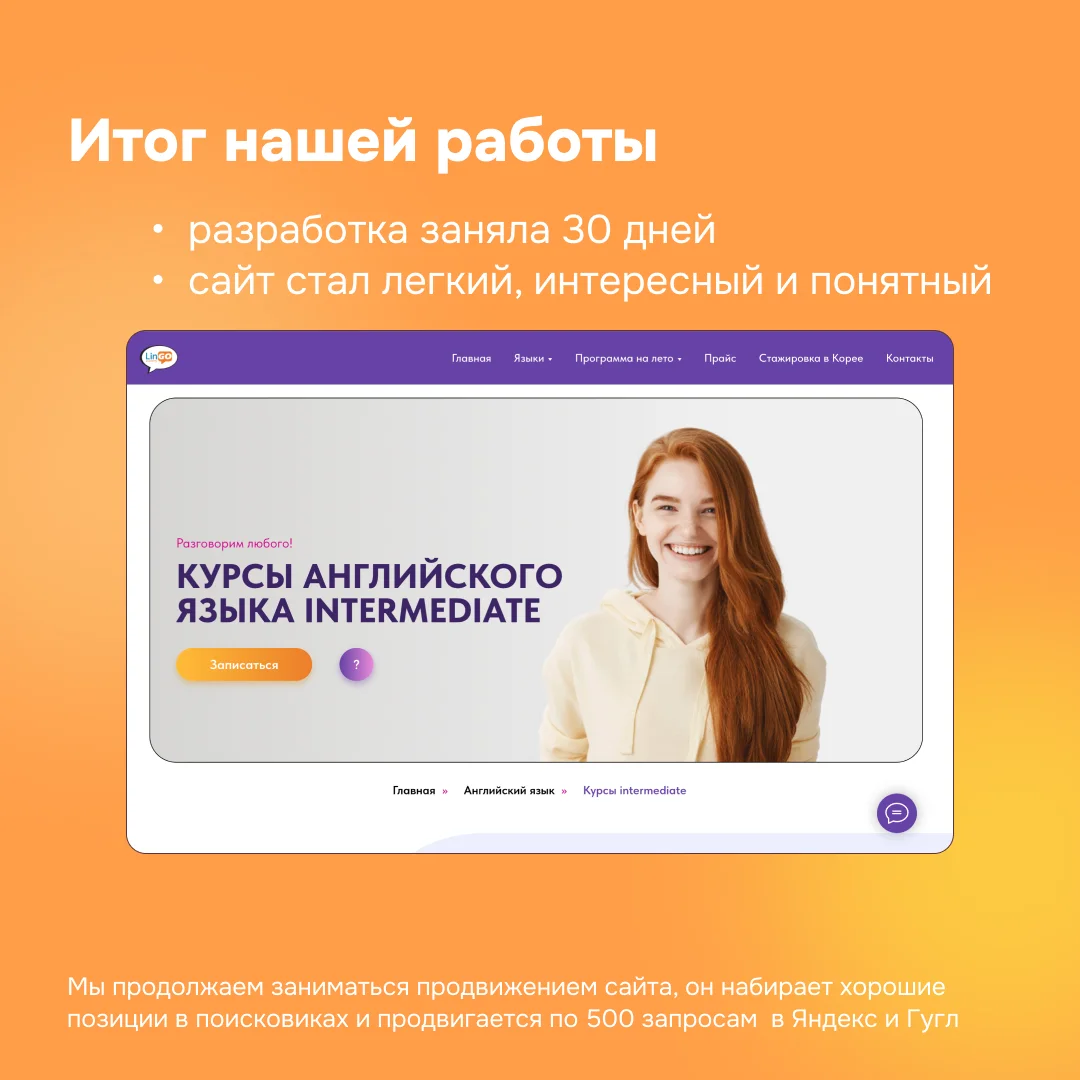 Итог нашей работы
• разработка заняла 30 дней
• сайт стал легкий, интересный и понятный
LinGO
Главная Языки Программа на лето Прайс Стажировка в Корее Контакты
Разговорим любого!
КУРСЫ АНГЛИЙСКОГО
ЯЗЫКА INTERMEDIATE
Записаться ?
Главная » Английский язык » Курсы intermediate
Мы продолжаем заниматься продвижением сайта, он набирает хорошие
позиции в поисковиках и продвигается по 500 запросам в Яндекс и Гугл